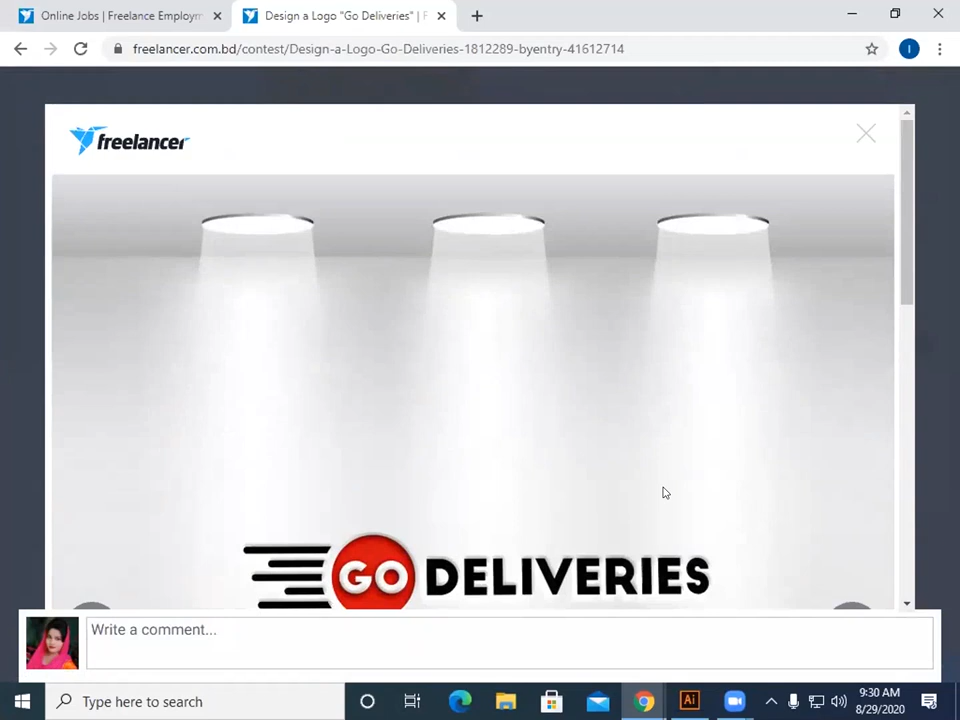 Online Jobs | Freelance Employm
Design a Logo "Go Deliveries" | F
freelancer.com.bd/contest/Design-a-Logo-Go-Deliveries-1812289-byentry-41612714
I
freelancer
GO DELIVERIES
Write a comment...
Type here to search
Ai
9:30 AM
8/29/2020